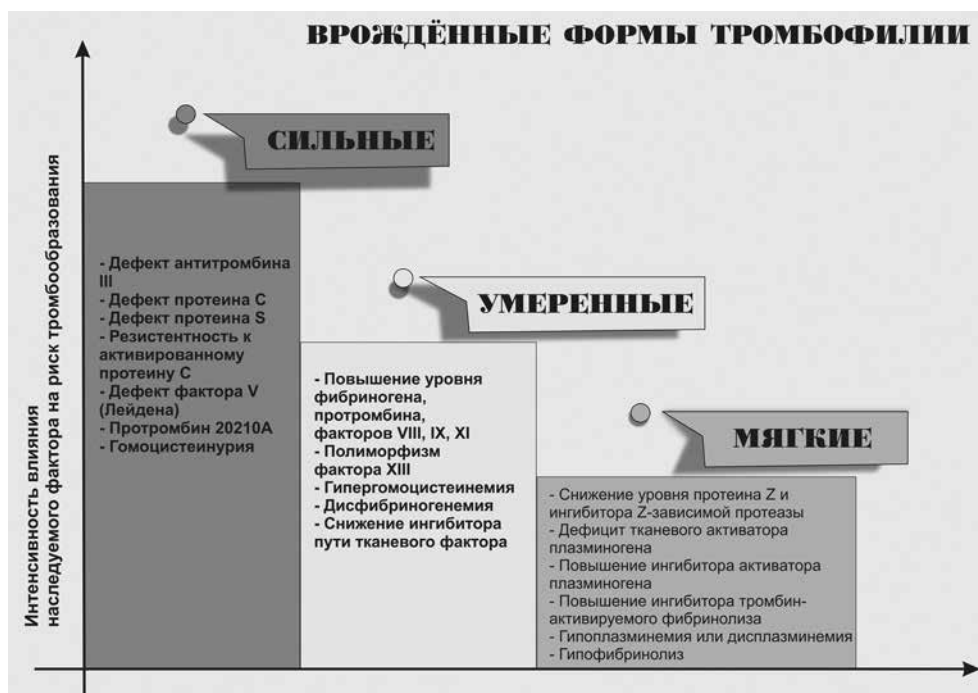 ВРОЖДЁННЫЕ ФОРМЫ ТРОМБОФИЛИИ
Интенсивность влияния
наследуемого фактора на риск тромбообразования
СИЛЬНЫЕ
- Дефект антитромбина
III
- Дефект протеина С
- Дефект протеина S
- Резистентность к
активированному
протеину С
- Дефект фактора V
(Лейдена)
- Протромбин 20210А
- Гомоцистеинурия
УМЕРЕННЫЕ
- Повышение уровня
фибриногена,
протромбина,
факторов VIII, IX, XI
- Полиморфизм
фактора XIII
- Гипергомоцистеинемия
- Дисфибриногенемия
- Снижение ингибитора
пути тканевого фактора
МЯГКИЕ
- Снижение уровня протеина Z и
ингибитора Z-зависимой протеазы
- Дефицит тканевого активатора
плазминогена
- Повышение ингибитора активатора
плазминогена
- Повышение ингибитора тромбин-
активируемого фибринолиза
- Гипоплазминемия или дисплазминемия
- Гипофибринолиз